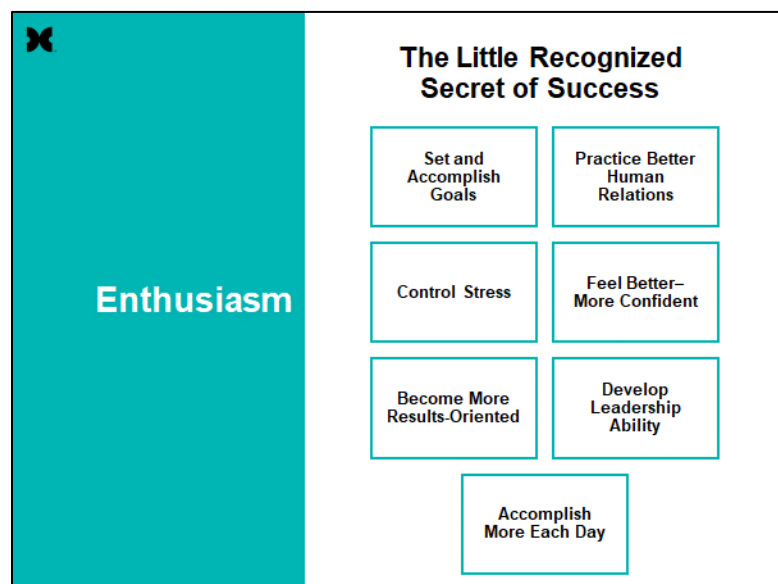 The Little Recognized
Secret of Success
Enthusiasm
Set and
Accomplish
Goals
Practice Better
Human
Relations
Control Stress
Feel Better–
More Confident
Become More
Results-Oriented
Develop
Leadership
Ability
Accomplish
More Each Day